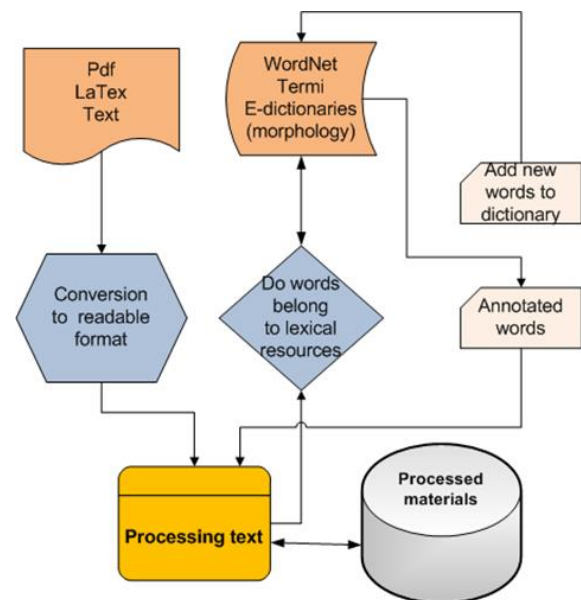 Pdf
LaTex
Text
WordNet
Termi
E-dictionaries
(morphology)
Add new
words to
dictionary
Conversion
to readable
format
Do words
belong
to lexical
resources
Annotated
words
Processing text
Processed
materials